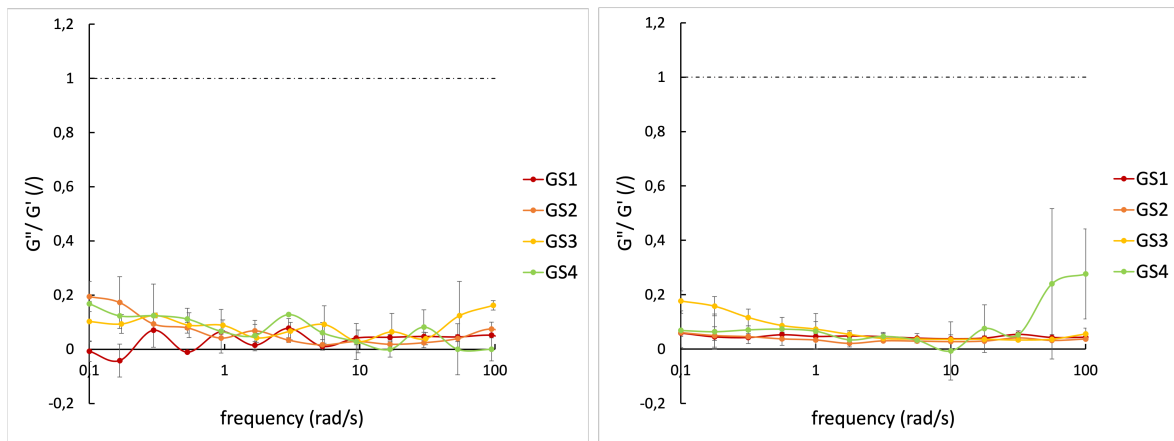 1,2
1
0,8
0,6
0,4
0,2
0
-0,2
G"/ G' (/)
0,1 1 10 100
frequency (rad/s)
GS1
GS2
GS3
GS4
1,2
1
0,8
0,6
0,4
0,2
0
-0,2
G"/ G' (/)
0,1 1 10 100
frequency (rad/s)
GS1
GS2
GS3
GS4